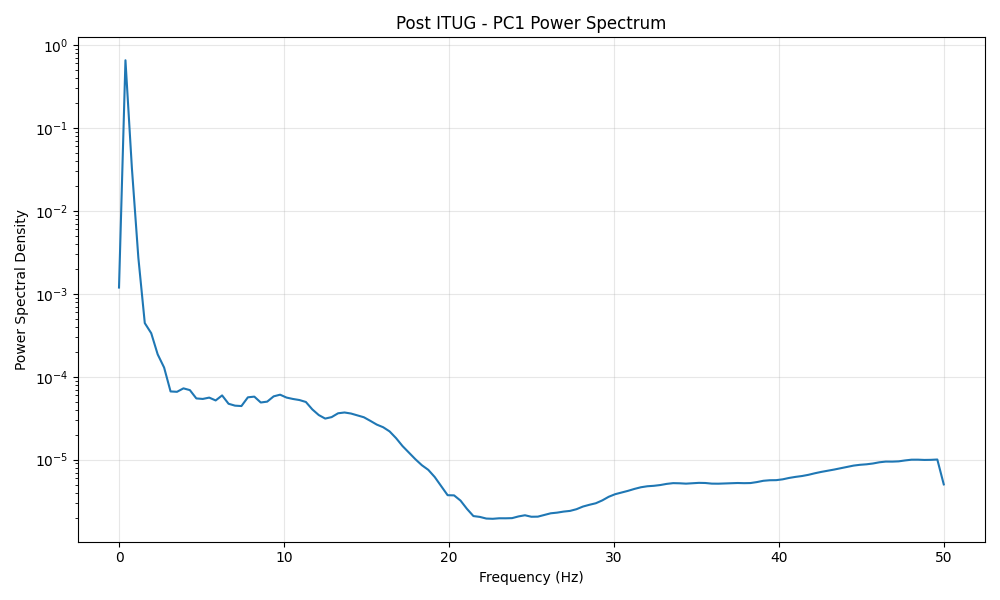 Post ITUG - PC1 Power Spectrum
Power Spectral Density
10⁰
10⁻¹
10⁻²
10⁻³
10⁻⁴
10⁻⁵
0 10 20 30 40 50
Frequency (Hz)